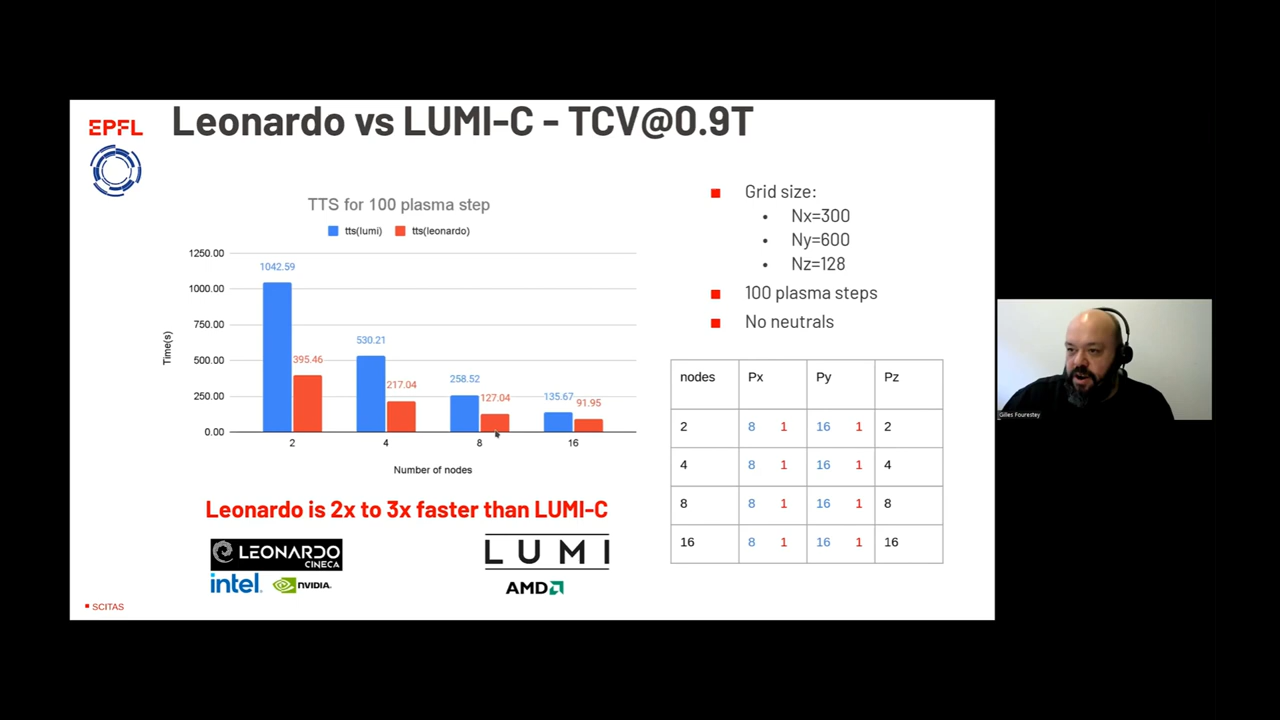 EPFL
Leonardo vs LUMI-C - TCV@0.9T
TTS for 100 plasma step
tts(lumi) tts(leonardo)
1250.00
1000.00
750.00
500.00
250.00
0.00
Time(s)
1042.59
395.46
530.21
217.04
258.52
127.04
135.67
91.95
2 4 8 16
Number of nodes
Leonardo is 2x to 3x faster than LUMI-C
LEONARDO
CINECA
intel.
NVIDIA.
LUMI
AMD
SCITAS
Grid size:
Nx=300
Ny=600
Nz=128
100 plasma steps
No neutrals
nodes Px Py Pz
2 8 1 16 1 2
4 8 1 16 1 4
8 8 1 16 1 8
16 8 1 16 1 16
Gilles Fourestey